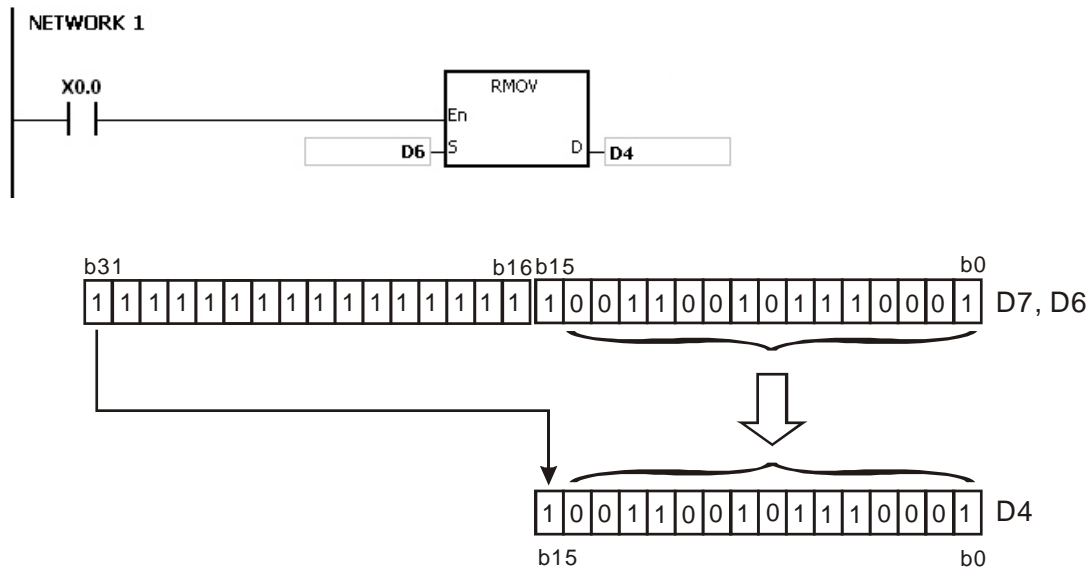 NETWORK 1
X0.0
RMOV
En
D6 S D D4
b31 b16 b15 b0
1 1 1 1 1 1 1 1 1 1 1 1 1 1 1 1 1 0 0 1 1 0 0 1 0 1 1 1 0 0 0 1 D7, D6
1 0 0 1 1 0 0 1 0 1 1 1 0 0 0 1 D4
b15 b0